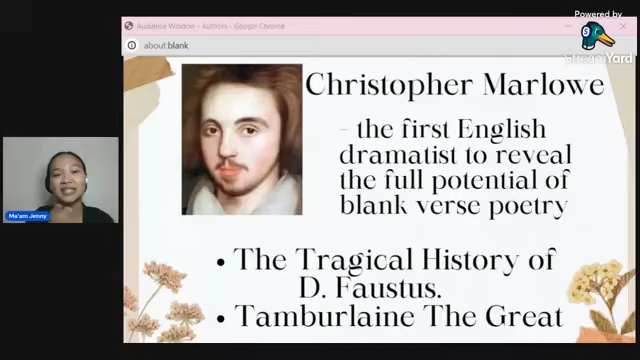 Audience Window - Authors - Google Chrome
Powered by
StreamYard
about:blank
Christopher Marlowe
- the first English
dramatist to reveal
the full potential of
blank verse poetry
Ma'am Jenny
• The Tragical History of
D. Faustus.
• Tamburlaine The Great